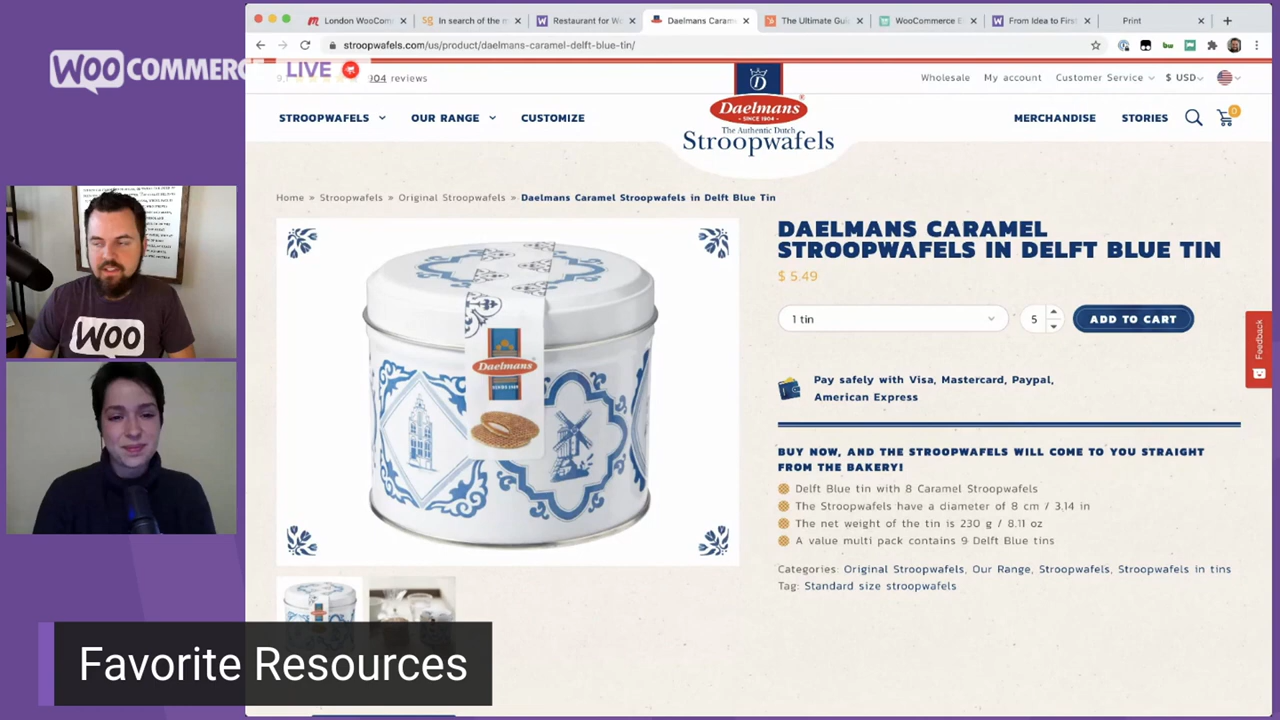 London WooComm
In search of the m
Restaurant for Wo
Daelmans Caram
The Ultimate Gui
WooCommerce E
From Idea to First
Print
stroopwafels.com/us/product/daelmans-caramel-delft-blue-tin/
WOOCOMMERC
LIVE
904 reviews
Wholesale My account Customer Service $ USD
STROOPWAFELS OUR RANGE CUSTOMIZE
Daelmans
SINCE 1904
The Authentic Dutch
Stroopwafels
MERCHANDISE STORIES 0
Home » Stroopwafels » Original Stroopwafels » Daelmans Caramel Stroopwafels in Delft Blue Tin
DAELMANS CARAMEL
STROOPWAFELS IN DELFT BLUE TIN
$ 5.49
1 tin 5 ADD TO CART
Feedback
Pay safely with Visa, Mastercard, Paypal,
American Express
BUY NOW, AND THE STROOPWAFELS WILL COME TO YOU STRAIGHT
FROM THE BAKERY!
Delft Blue tin with 8 Caramel Stroopwafels
The Stroopwafels have a diameter of 8 cm / 3.14 in
The net weight of the tin is 230 g / 8.11 oz
A value multi pack contains 9 Delft Blue tins
Categories: Original Stroopwafels, Our Range, Stroopwafels, Stroopwafels in tins
Tag: Standard size stroopwafels
Daelmans
WOO
Favorite Resources